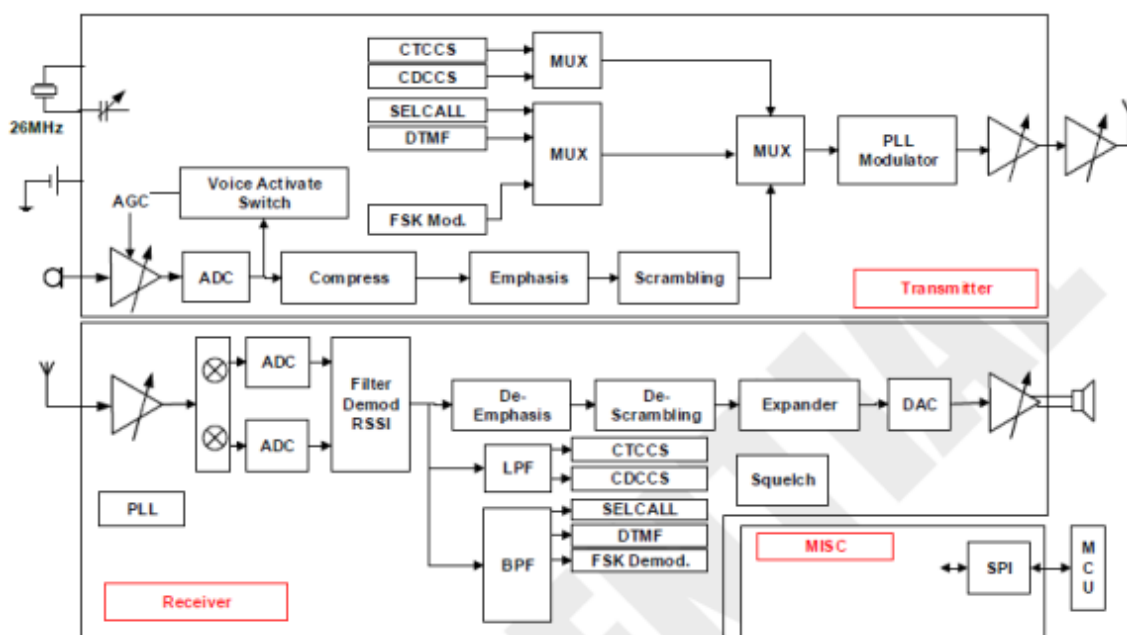 CTCCS
CDCCS
MUX
SELCALL
DTMF
MUX
FSK Mod.
MUX
PLL
Modulator
26MHz
AGC
Voice Activate
Switch
ADC
Compress
Emphasis
Scrambling
Transmitter
ADC
ADC
Filter
Demod
RSSI
De-
Emphasis
De-
Scrambling
Expander
DAC
LPF
CTCCS
CDCCS
Squelch
PLL
BPF
SELCALL
DTMF
FSK Demod.
Receiver
MISC
SPI
M
C
U
ENTIAL